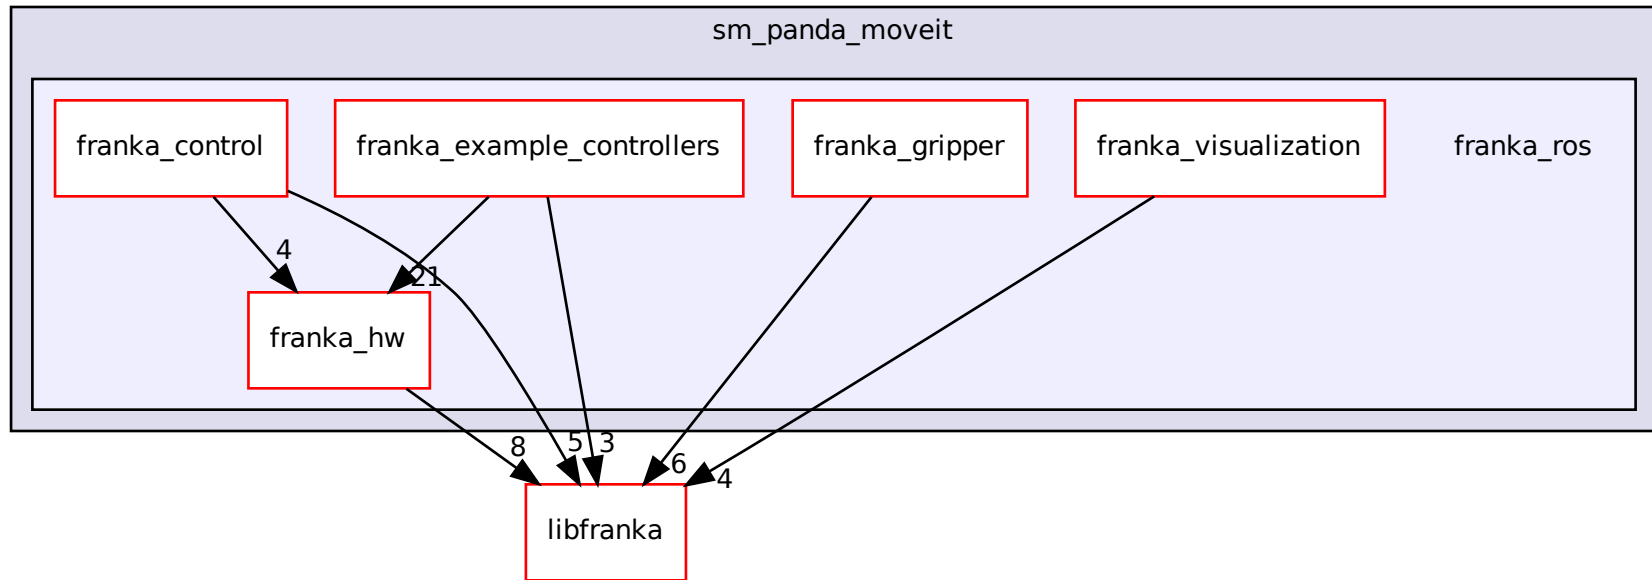 sm_panda_moveit
franka_control
franka_example_controllers
franka_gripper
franka_visualization
franka_ros
4
21
franka_hw
8
5
3
6
4
libfranka